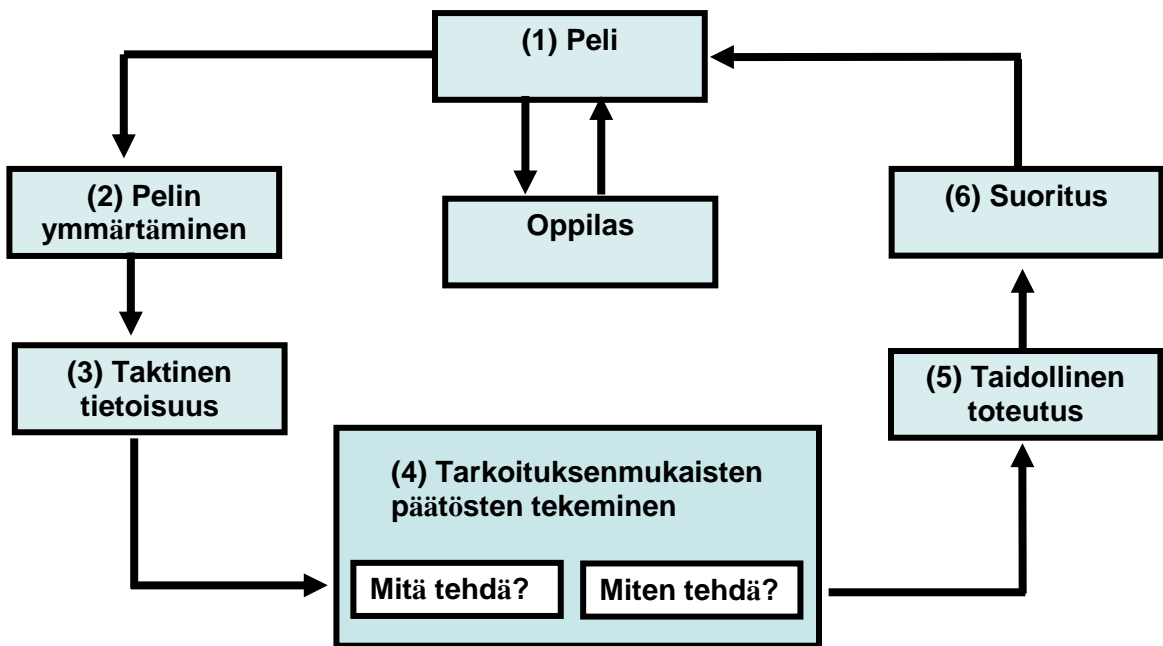 (1) Peli
(2) Pelin
ymmärtäminen
Oppilas
(6) Suoritus
(3) Taktinen
tietoisuus
(5) Taidollinen
toteutus
(4) Tarkoituksenmukaisten
päätösten tekeminen
Mitä tehdä?
Miten tehdä?